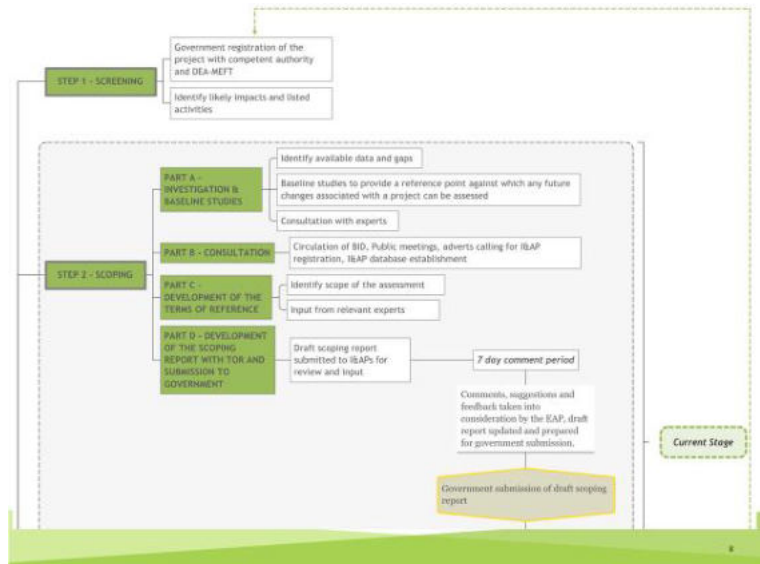 Government registration of the
project with competent authority
and DEA-MEFT
STEP 1 - SCREENING
Identify likely impacts and listed
activities
Identify available data and gaps
PART A -
INVESTIGATION &
BASELINE STUDIES
Baseline studies to provide a reference point against which any future
changes associated with a project can be assessed
Consultation with experts
PART B - CONSULTATION
Circulation of BID, Public meetings, adverts calling for I&AP
registration, I&AP database establishment
STEP 2 - SCOPING
PART C -
DEVELOPMENT OF THE
TERMS OF REFERENCE
Identify scope of the assessment
Input from relevant experts
PART D - DEVELOPMENT
OF THE SCOPING
REPORT WITH TOR AND
SUBMISSION TO
GOVERNMENT
Draft scoping report
submitted to I&APs for
review and input
7 day comment period
Comments, suggestions and
feedback taken into
consideration by the EAP, draft
report updated and prepared
for government submission.
Current Stage
Government submission of draft scoping
report
8